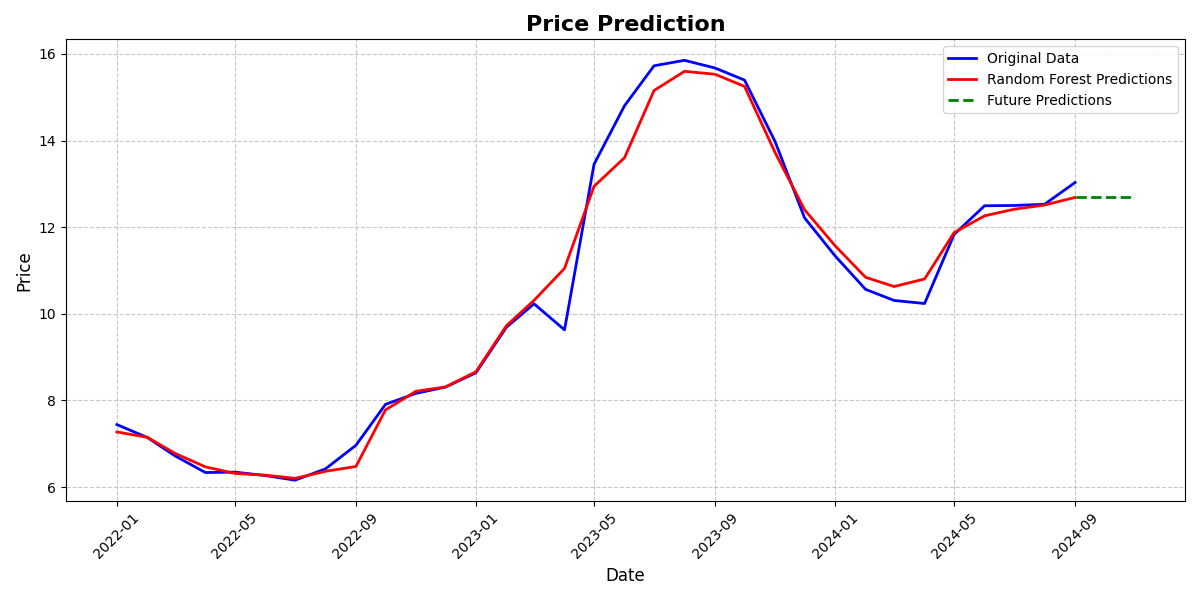 Price Prediction
Original Data
Random Forest Predictions
Future Predictions
Price
16
14
12
10
8
6
2022-01
2022-05
2022-09
2023-01
2023-05
2023-09
2024-01
2024-05
2024-09
Date